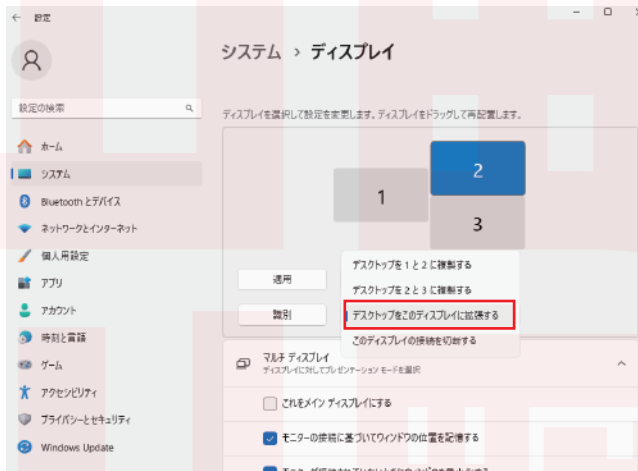 設定
システム › ディスプレイ
設定の検索
ホーム
システム
Bluetooth とデバイス
ネットワークとインターネット
個人用設定
アプリ
アカウント
時刻と言語
ゲーム
アクセシビリティ
プライバシーとセキュリティ
Windows Update
ディスプレイを選択して設定を変更します。ディスプレイをドラッグして再配置します。
1
2
3
適用
識別
デスクトップを 1 と 2 に複製する
デスクトップを 2 と 3 に複製する
デスクトップをこのディスプレイに拡張する
このディスプレイの接続を切断する
マルチ ディスプレイ
ディスプレイに対してプレゼンテーション モードを選択
これをメイン ディスプレイにする
モニターの接続に基づいてウィンドウの位置を記憶する